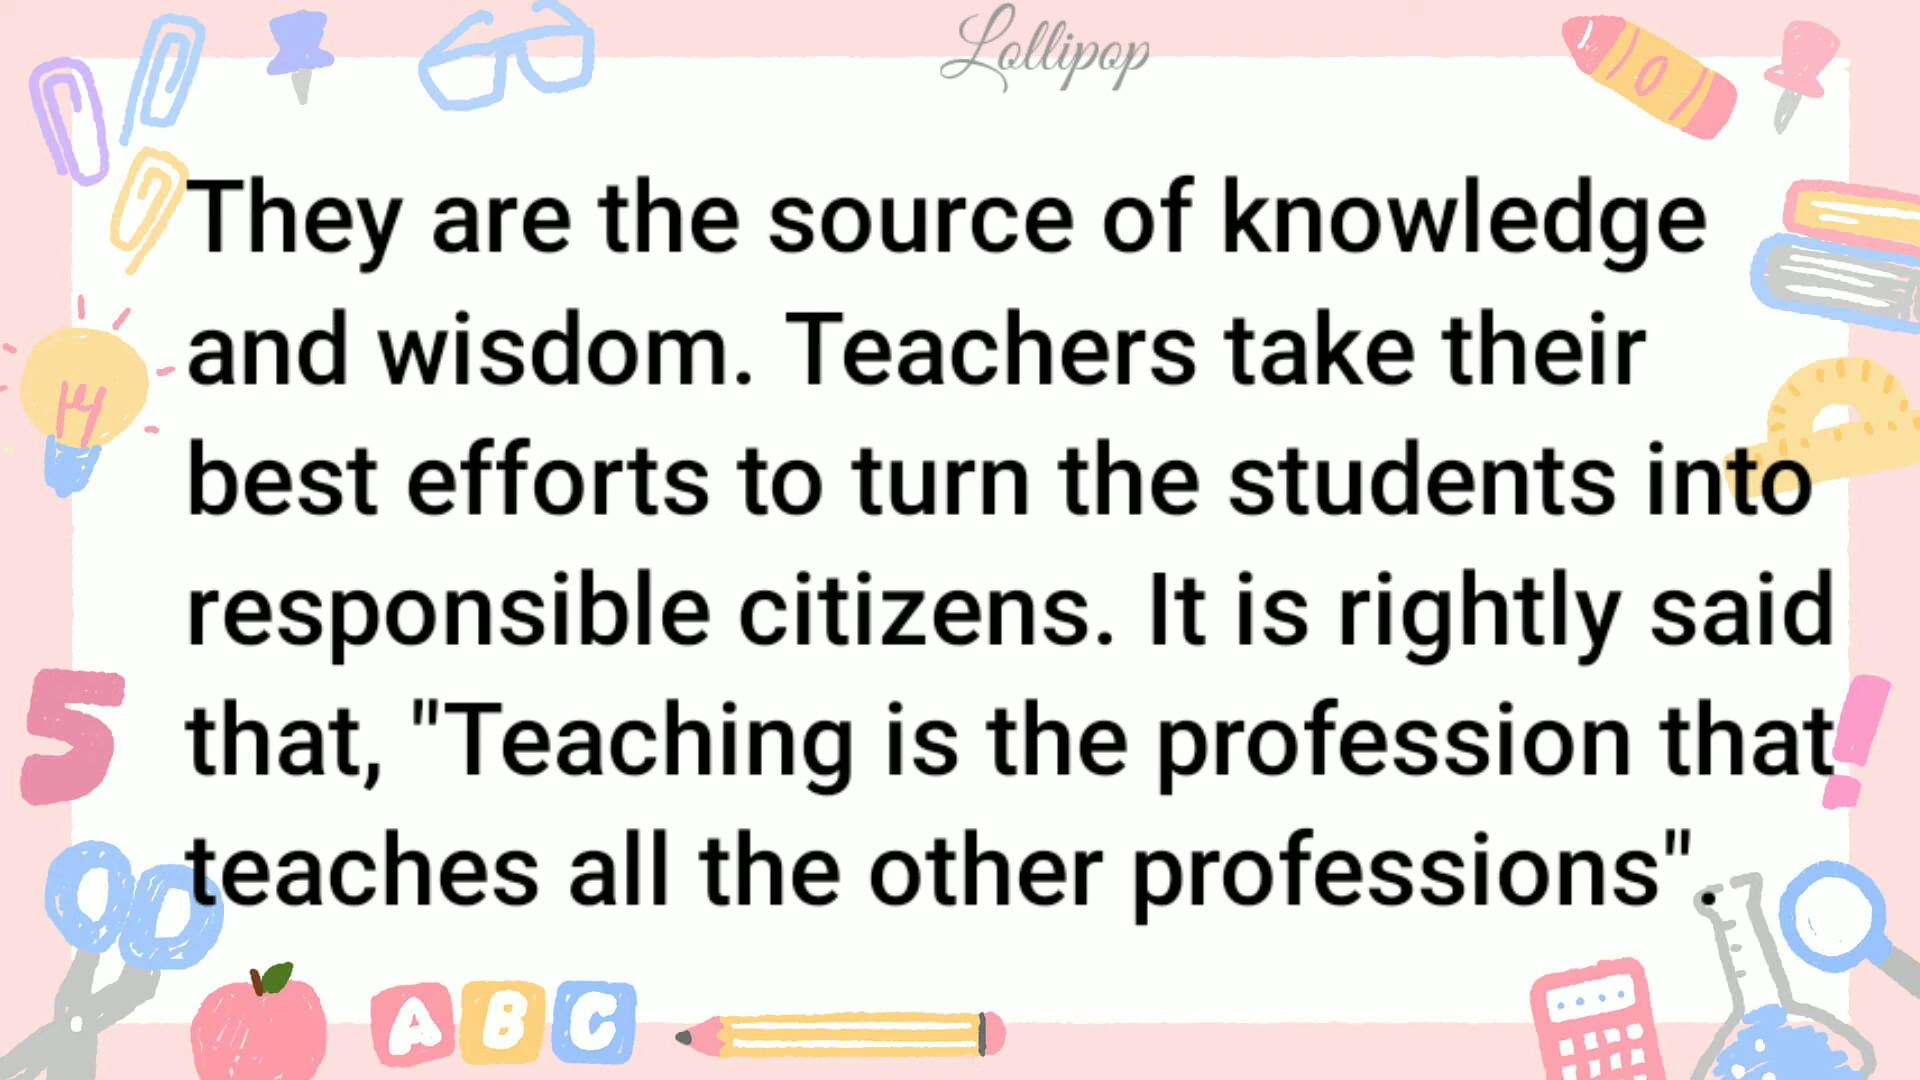 Lollipop
They are the source of knowledge
and wisdom. Teachers take their
best efforts to turn the students into
responsible citizens. It is rightly said
that, "Teaching is the profession that
teaches all the other professions".
5
!
A B C